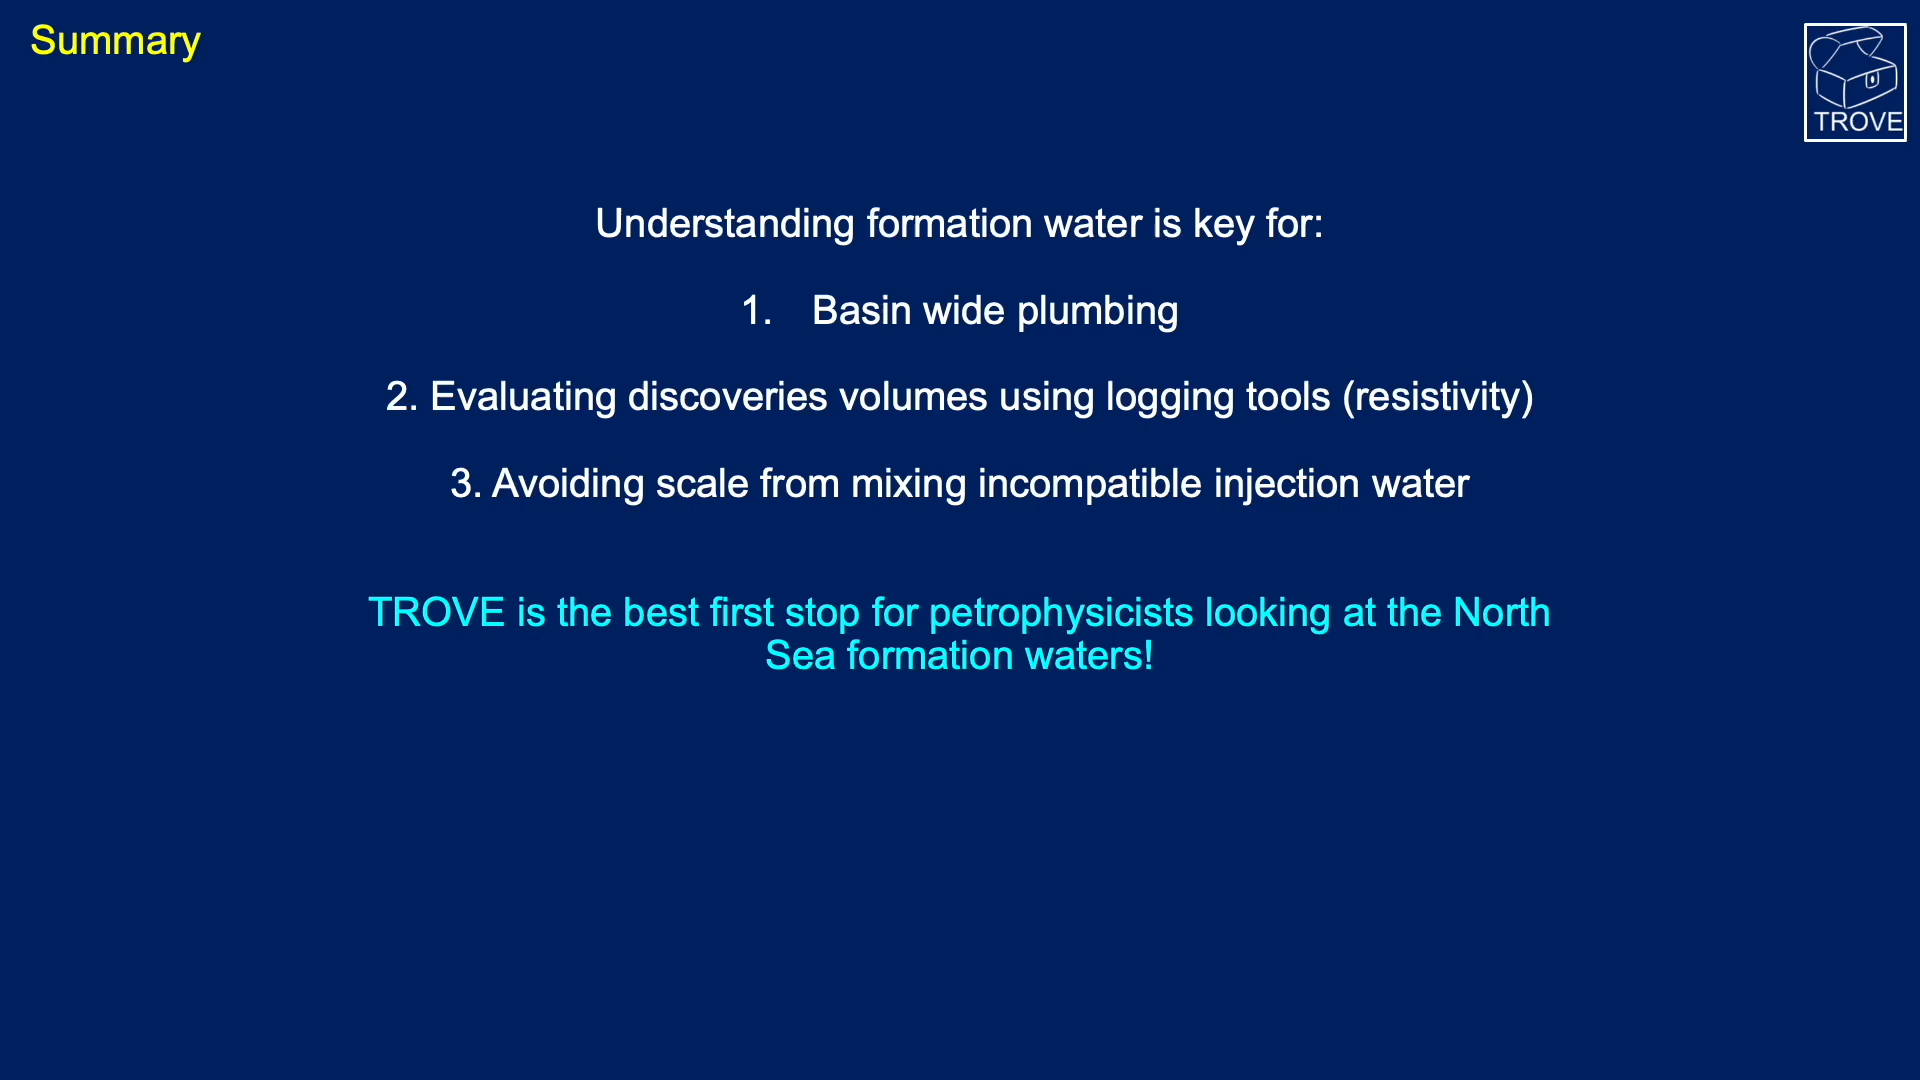 Summary
TROVE
Understanding formation water is key for:
1. Basin wide plumbing
2. Evaluating discoveries volumes using logging tools (resistivity)
3. Avoiding scale from mixing incompatible injection water
TROVE is the best first stop for petrophysicists looking at the North
Sea formation waters!